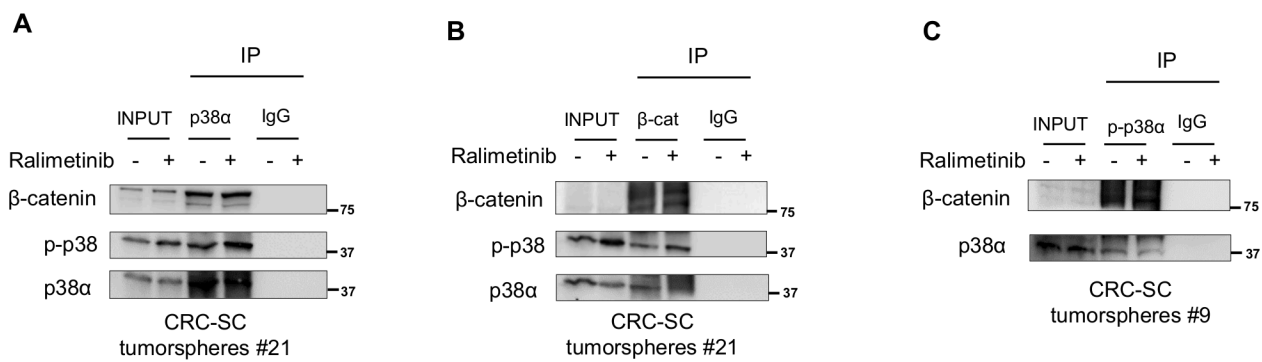 A
IP
INPUT p38α IgG
Ralimetinib - + - + - +
β-catenin
75
p-p38
37
p38α
37
CRC-SC
tumorspheres #21
B
IP
INPUT β-cat IgG
Ralimetinib - + - + - +
β-catenin
75
p-p38
37
p38α
37
CRC-SC
tumorspheres #21
C
IP
INPUT p-p38α IgG
Ralimetinib - + - + - +
β-catenin
75
p38α
37
CRC-SC
tumorspheres #9